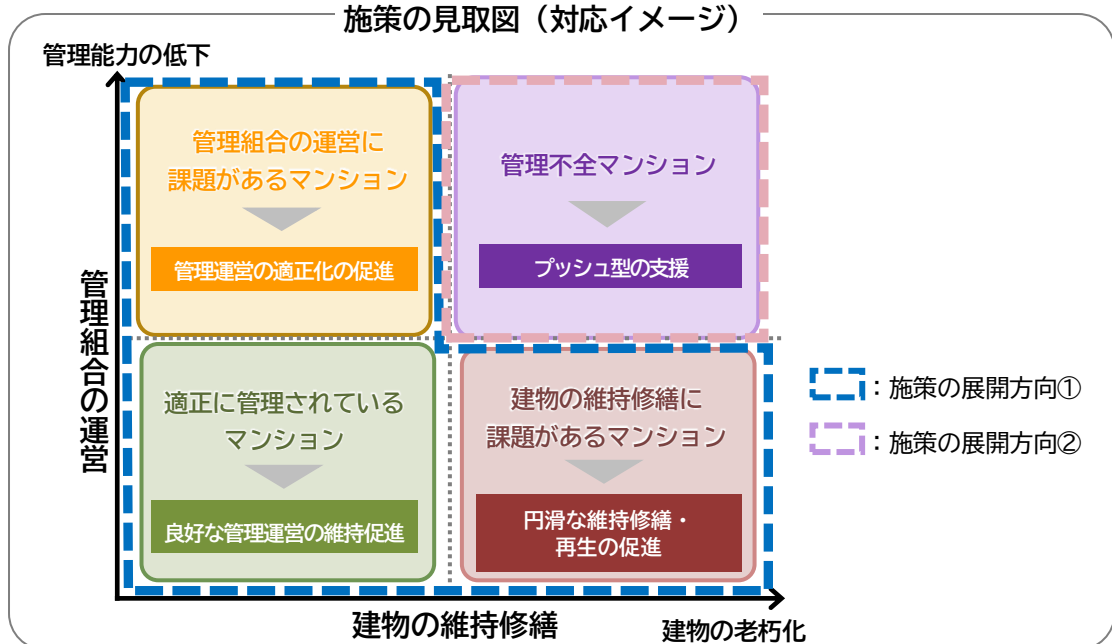 施策の見取図（対応イメージ）
管理能力の低下
管理組合の運営に
課題があるマンション
管理運営の適正化の促進
管理不全マンション
プッシュ型の支援
管理組合の運営
適正に管理されている
マンション
良好な管理運営の維持促進
建物の維持修繕に
課題があるマンション
円滑な維持修繕・
再生の促進
：施策の展開方向①
：施策の展開方向②
建物の維持修繕
建物の老朽化